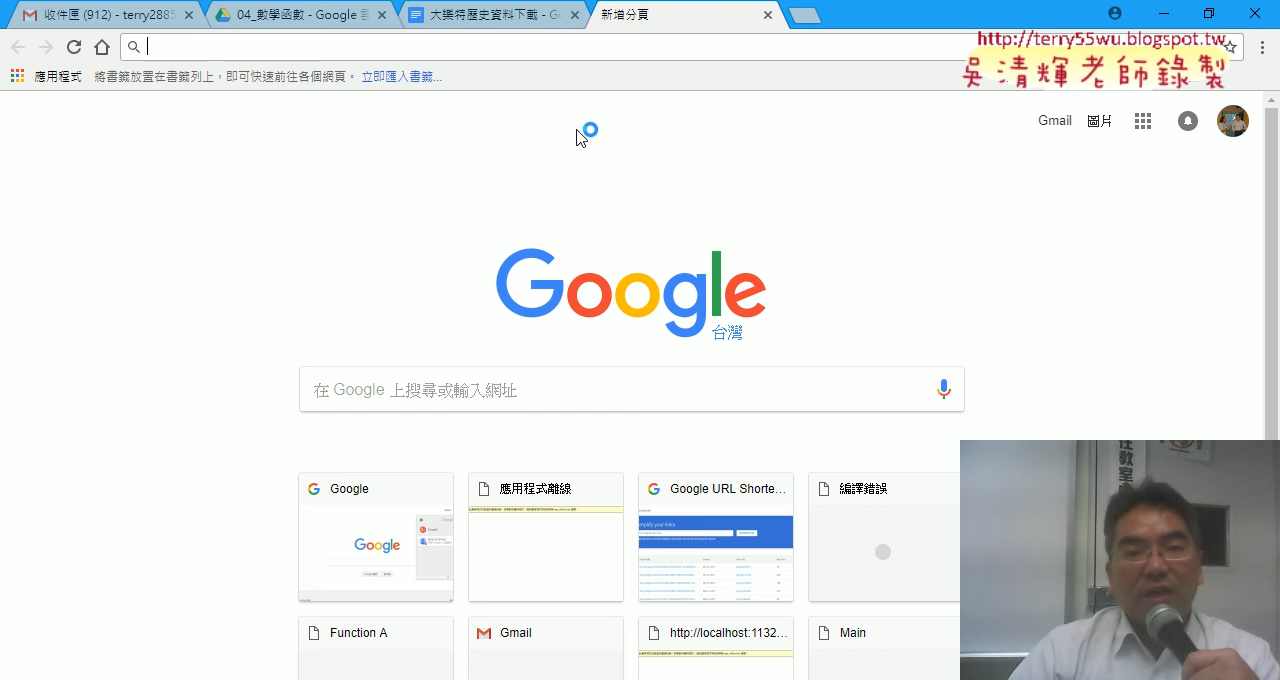 收件匣 (912) - terry2885
04_數學函數 - Google 雲
大樂特歷史資料下載 - Go
新增分頁
http://terry55wu.blogspot.tw
吳清輝老師錄製
應用程式
將書籤放置在書籤列上，即可快速前往各個網頁。
立即匯入書籤...
Gmail
圖片
Google
台灣
在 Google 上搜尋或輸入網址
Google
應用程式離線
Google URL Shorte...
編譯錯誤
Google
Function A
Gmail
http://localhost:1132...
Main